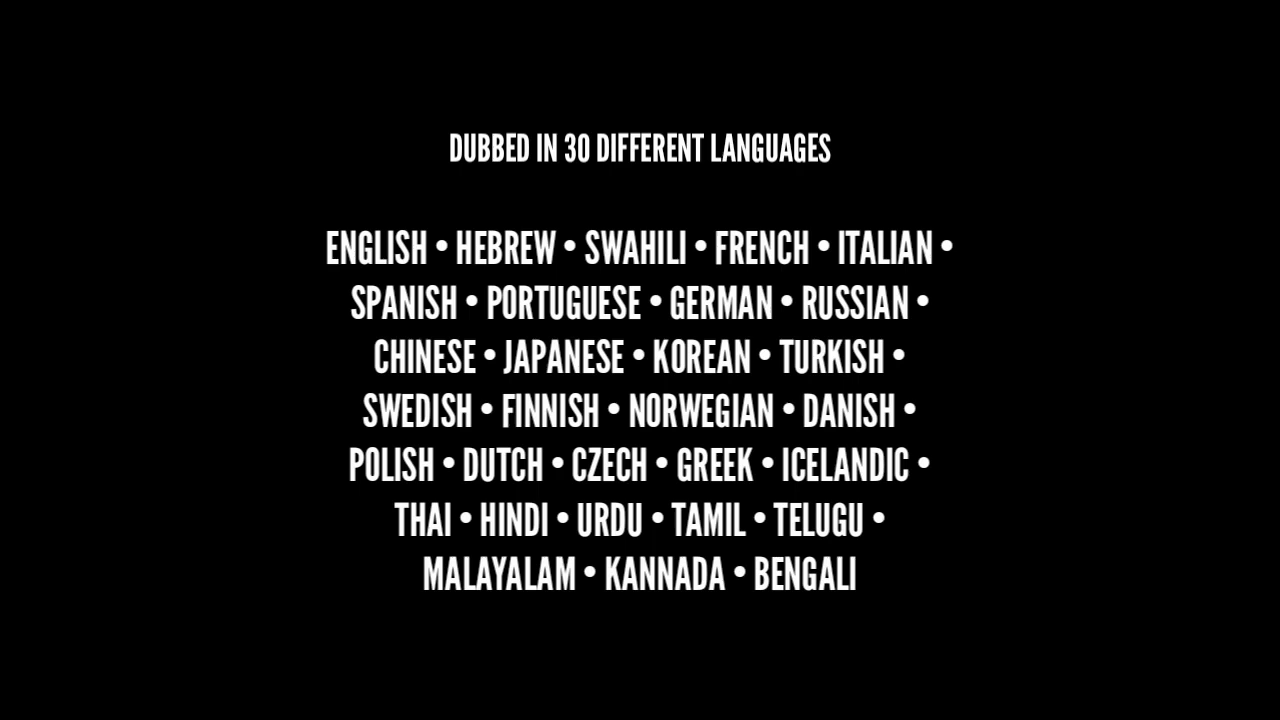 DUBBED IN 30 DIFFERENT LANGUAGES
ENGLISH • HEBREW • SWAHILI • FRENCH • ITALIAN •
SPANISH • PORTUGUESE • GERMAN • RUSSIAN •
CHINESE • JAPANESE • KOREAN • TURKISH •
SWEDISH • FINNISH • NORWEGIAN • DANISH •
POLISH • DUTCH • CZECH • GREEK • ICELANDIC •
THAI • HINDI • URDU • TAMIL • TELUGU •
MALAYALAM • KANNADA • BENGALI